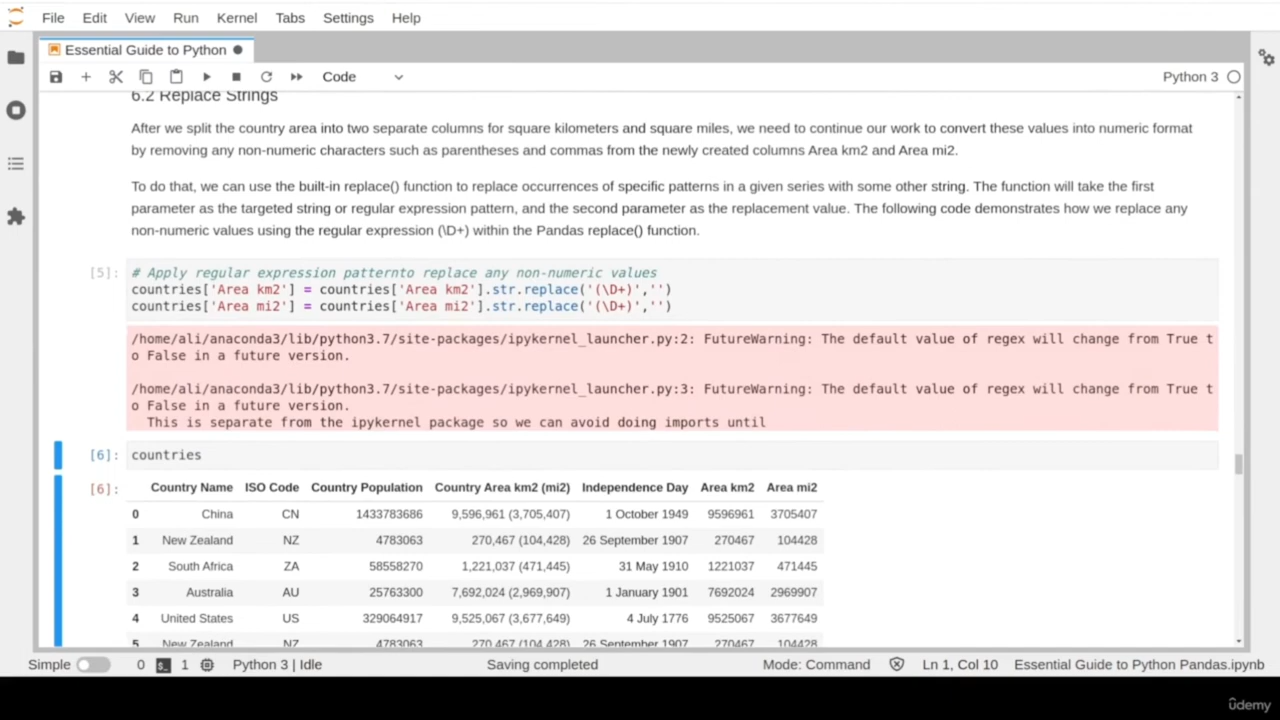 File Edit View Run Kernel Tabs Settings Help
Essential Guide to Python
Code
Python 3
6.2 Replace Strings
After we split the country area into two separate columns for square kilometers and square miles, we need to continue our work to convert these values into numeric format
by removing any non-numeric characters such as parentheses and commas from the newly created columns Area km2 and Area mi2.
To do that, we can use the built-in replace() function to replace occurrences of specific patterns in a given series with some other string. The function will take the first
parameter as the targeted string or regular expression pattern, and the second parameter as the replacement value. The following code demonstrates how we replace any
non-numeric values using the regular expression (\D+) within the Pandas replace() function.
[5]: # Apply regular expression patternto replace any non-numeric values
countries['Area km2'] = countries['Area km2'].str.replace('(\D+)','')
countries['Area mi2'] = countries['Area mi2'].str.replace('(\D+)','')
/home/ali/anaconda3/lib/python3.7/site-packages/ipykernel_launcher.py:2: FutureWarning: The default value of regex will change from True t
o False in a future version.
/home/ali/anaconda3/lib/python3.7/site-packages/ipykernel_launcher.py:3: FutureWarning: The default value of regex will change from True t
o False in a future version.
This is separate from the ipykernel package so we can avoid doing imports until
[6]: countries
[6]: Country Name ISO Code Country Population Country Area km2 (mi2) Independence Day Area km2 Area mi2
0 China CN 1433783686 9,596,961 (3,705,407) 1 October 1949 9596961 3705407
1 New Zealand NZ 4783063 270,467 (104,428) 26 September 1907 270467 104428
2 South Africa ZA 58558270 1,221,037 (471,445) 31 May 1910 1221037 471445
3 Australia AU 25763300 7,692,024 (2,969,907) 1 January 1901 7692024 2969907
4 United States US 329064917 9,525,067 (3,677,649) 4 July 1776 9525067 3677649
5 New Zealand NZ 4783063 270,467 (104,428) 26 September 1907 270467 104428
Simple 0 1 Python 3 | Idle Saving completed Mode: Command Ln 1, Col 10 Essential Guide to Python Pandas.ipynb
ûdemy